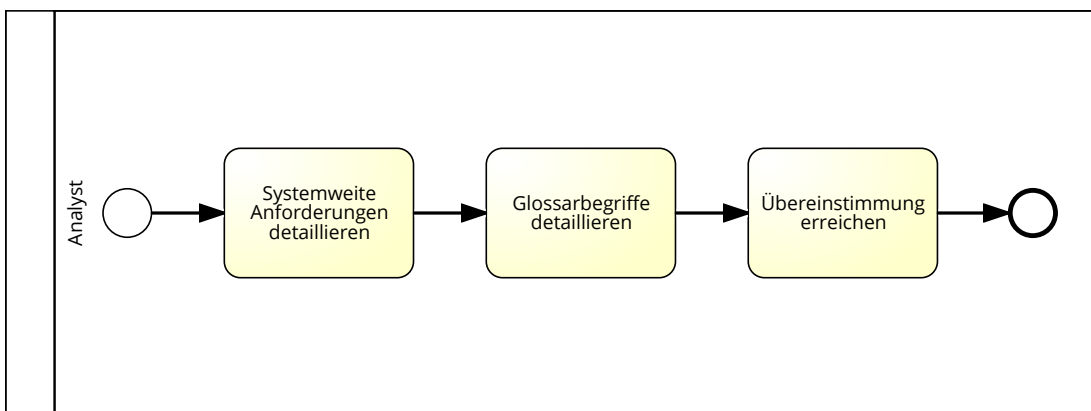 Analyst
Systemweite
Anforderungen
detaillieren
Glossarbegriffe
detaillieren
Übereinstimmung
erreichen